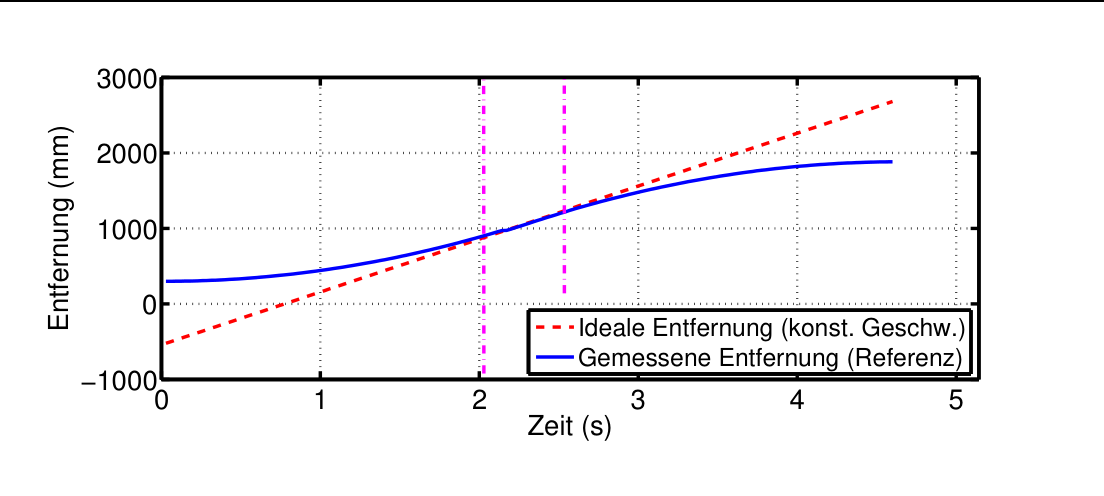 3000
2000
1000
0
−1000
Entfernung (mm)
0 1 2 3 4 5
Zeit (s)
Ideale Entfernung (konst. Geschw.)
Gemessene Entfernung (Referenz)